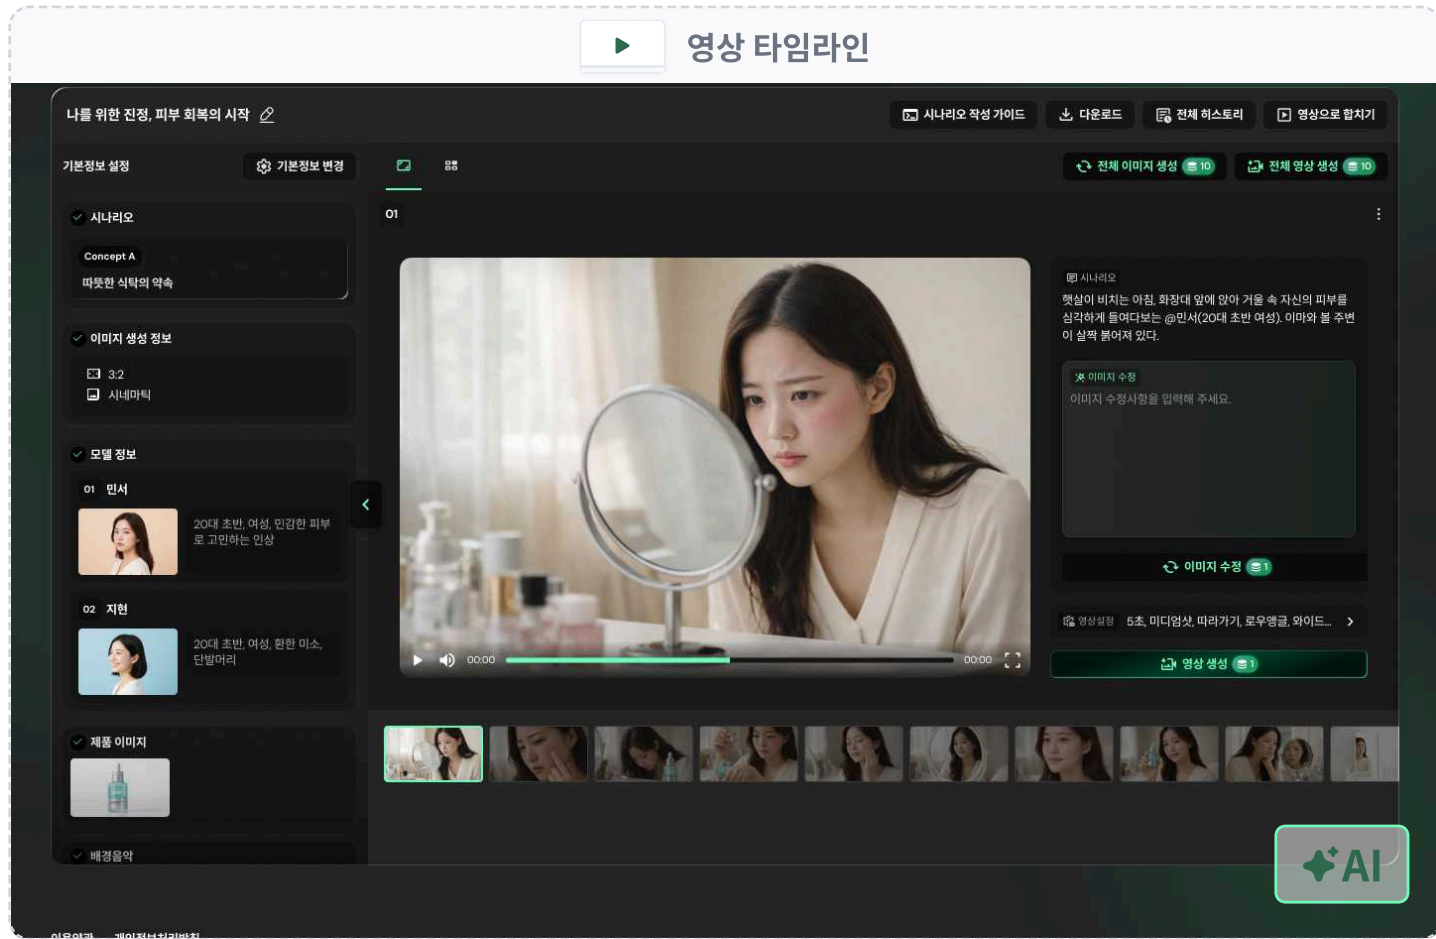 영상 타임라인
나를 위한 진정, 피부 회복의 시작
시나리오 작성 가이드
다운로드
전체 히스토리
영상으로 합치기
기본정보 설정
기본정보 변경
전체 이미지 생성 10
전체 영상 생성 10
시나리오
Concept A
따뜻한 식탁의 약속
이미지 생성 정보
3:2
시네마틱
모델 정보
01 민서
20대 초반, 여성, 민감한 피부
로 고민하는 인상
02 지현
20대 초반, 여성, 환한 미소,
단발머리
제품 이미지
배경음악
01
00:00
00:00
시나리오
햇살이 비치는 아침, 화장대 앞에 앉아 거울 속 자신의 피부를
심각하게 들여다보는 @민서(20대 초반 여성). 이마와 볼 주변
이 살짝 붉어져 있다.
이미지 수정
이미지 수정사항을 입력해 주세요.
이미지 수정 1
영상설정 5초, 미디엄샷, 따라가기, 로우앵글, 와이드...
영상 생성 1
AI
이용약관 개인정보처리방침